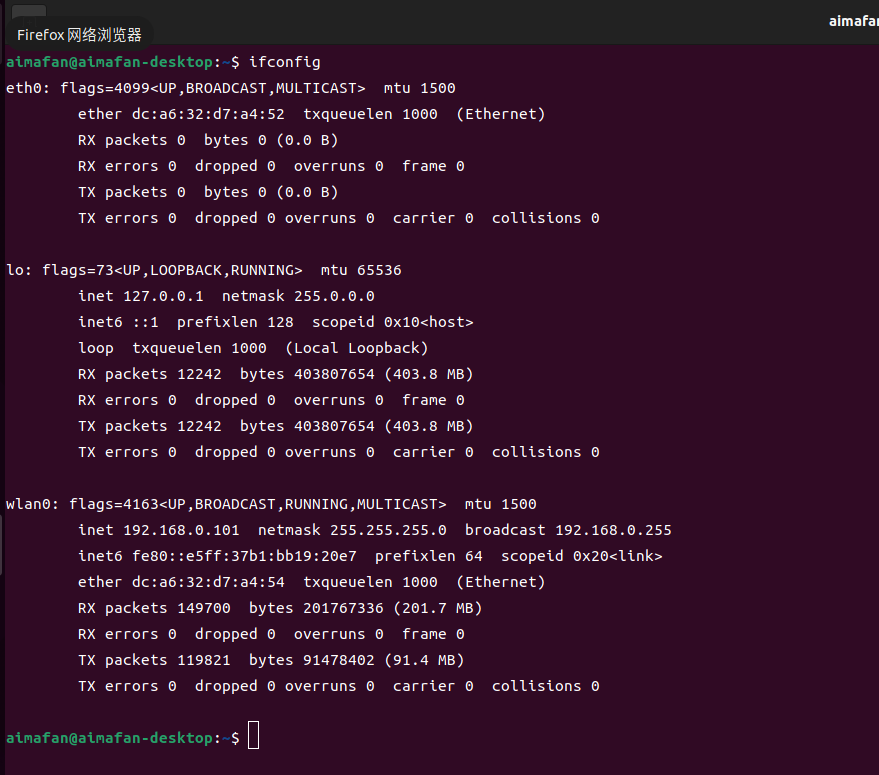 aimafan
Firefox 网络浏览器
aimafan@aimafan-desktop:~$ ifconfig
eth0: flags=4099<UP,BROADCAST,MULTICAST>  mtu 1500
        ether dc:a6:32:d7:a4:52  txqueuelen 1000  (Ethernet)
        RX packets 0  bytes 0 (0.0 B)
        RX errors 0  dropped 0  overruns 0  frame 0
        TX packets 0  bytes 0 (0.0 B)
        TX errors 0  dropped 0 overruns 0  carrier 0  collisions 0

lo: flags=73<UP,LOOPBACK,RUNNING>  mtu 65536
        inet 127.0.0.1  netmask 255.0.0.0
        inet6 ::1  prefixlen 128  scopeid 0x10<host>
        loop  txqueuelen 1000  (Local Loopback)
        RX packets 12242  bytes 403807654 (403.8 MB)
        RX errors 0  dropped 0  overruns 0  frame 0
        TX packets 12242  bytes 403807654 (403.8 MB)
        TX errors 0  dropped 0 overruns 0  carrier 0  collisions 0

wlan0: flags=4163<UP,BROADCAST,RUNNING,MULTICAST>  mtu 1500
        inet 192.168.0.101  netmask 255.255.255.0  broadcast 192.168.0.255
        inet6 fe80::e5ff:37b1:bb19:20e7  prefixlen 64  scopeid 0x20<link>
        ether dc:a6:32:d7:a4:54  txqueuelen 1000  (Ethernet)
        RX packets 149700  bytes 201767336 (201.7 MB)
        RX errors 0  dropped 0  overruns 0  frame 0
        TX packets 119821  bytes 91478402 (91.4 MB)
        TX errors 0  dropped 0 overruns 0  carrier 0  collisions 0

aimafan@aimafan-desktop:~$